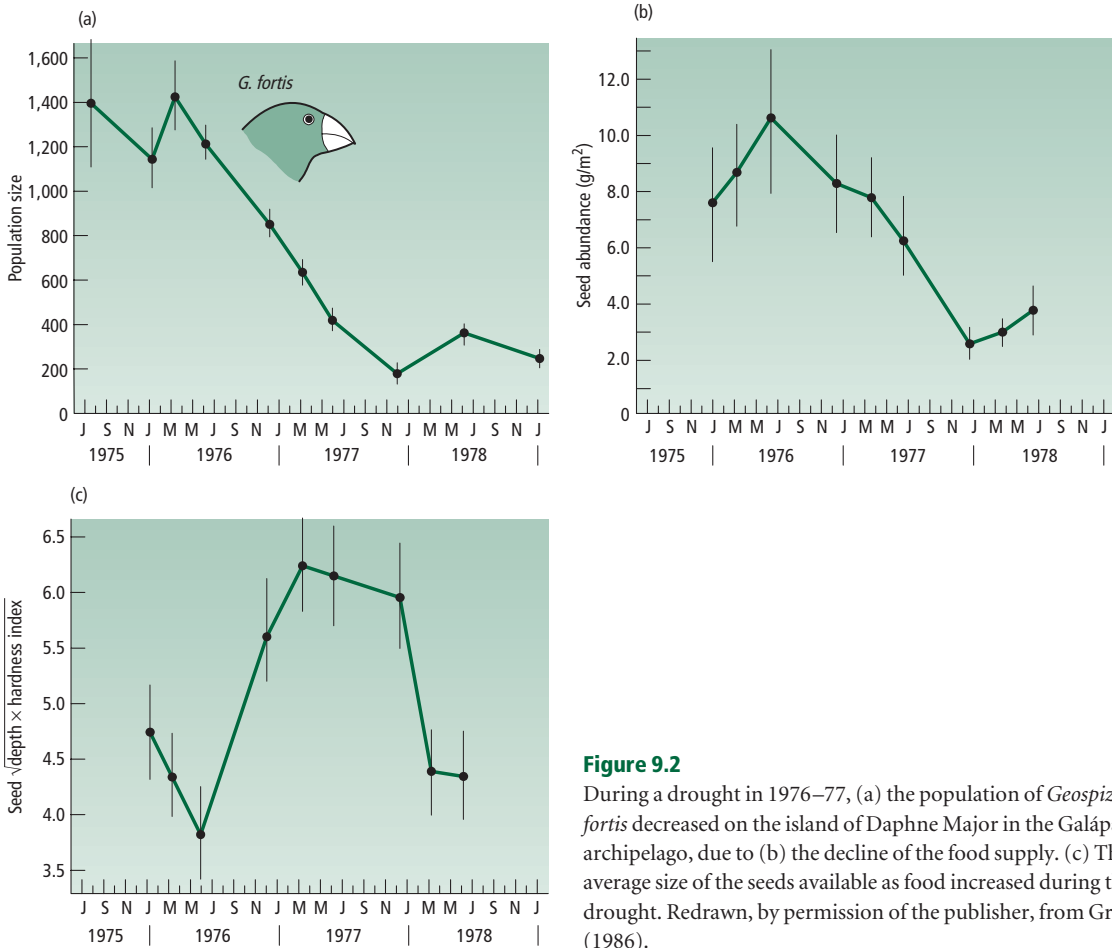 (a)
1,600
1,400
1,200
1,000
800
600
400
200
0
Population size
G. fortis
J S N J M M J S N J M M J S N J M M J S N J
1975 1976 1977 1978
(b)
12.0
10.0
8.0
6.0
4.0
2.0
0
Seed abundance (g/m²)
J S N J M M J S N J M M J S N J M M J S N J
1975 1976 1977 1978
(c)
6.5
6.0
5.5
5.0
4.5
4.0
3.5
Seed √depth × hardness index
J S N J M M J S N J M M J S N J M M J S N J
1975 1976 1977 1978
Figure 9.2
During a drought in 1976–77, (a) the population of
fortis decreased on the island of Daphne Major in the
archipelago, due to (b) the decline of the food supply. (c)
average size of the seeds available as food increased during
drought. Redrawn, by permission of the publisher, from
(1986).